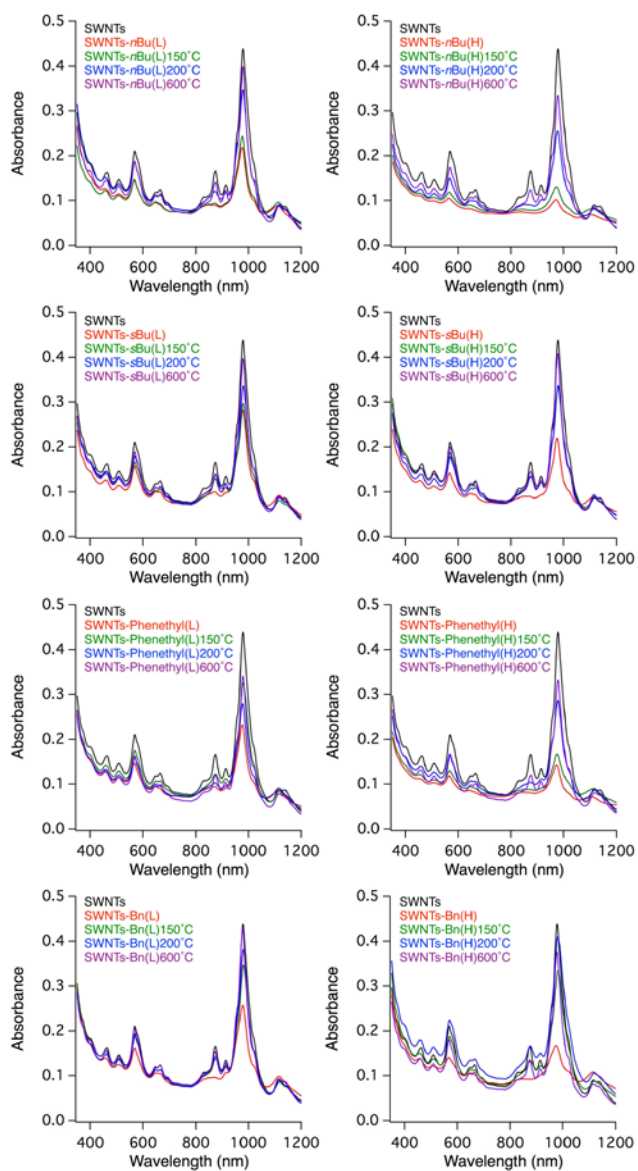 SWNTs
SWNTs-nBu(L)
SWNTs-nBu(L)150˚C
SWNTs-nBu(L)200˚C
SWNTs-nBu(L)600˚C
0.5
0.4
0.3
0.2
0.1
0.0
Absorbance
400 600 800 1000 1200
Wavelength (nm)
SWNTs
SWNTs-nBu(H)
SWNTs-nBu(H)150˚C
SWNTs-nBu(H)200˚C
SWNTs-nBu(H)600˚C
0.5
0.4
0.3
0.2
0.1
0.0
Absorbance
400 600 800 1000 1200
Wavelength (nm)
SWNTs
SWNTs-sBu(L)
SWNTs-sBu(L)150˚C
SWNTs-sBu(L)200˚C
SWNTs-sBu(L)600˚C
0.5
0.4
0.3
0.2
0.1
0.0
Absorbance
400 600 800 1000 1200
Wavelength (nm)
SWNTs
SWNTs-sBu(H)
SWNTs-sBu(H)150˚C
SWNTs-sBu(H)200˚C
SWNTs-sBu(H)600˚C
0.5
0.4
0.3
0.2
0.1
0.0
Absorbance
400 600 800 1000 1200
Wavelength (nm)
SWNTs
SWNTs-Phenethyl(L)
SWNTs-Phenethyl(L)150˚C
SWNTs-Phenethyl(L)200˚C
SWNTs-Phenethyl(L)600˚C
0.5
0.4
0.3
0.2
0.1
0.0
Absorbance
400 600 800 1000 1200
Wavelength (nm)
SWNTs
SWNTs-Phenethyl(H)
SWNTs-Phenethyl(H)150˚C
SWNTs-Phenethyl(H)200˚C
SWNTs-Phenethyl(H)600˚C
0.5
0.4
0.3
0.2
0.1
0.0
Absorbance
400 600 800 1000 1200
Wavelength (nm)
SWNTs
SWNTs-Bn(L)
SWNTs-Bn(L)150˚C
SWNTs-Bn(L)200˚C
SWNTs-Bn(L)600˚C
0.5
0.4
0.3
0.2
0.1
0.0
Absorbance
400 600 800 1000 1200
Wavelength (nm)
SWNTs
SWNTs-Bn(H)
SWNTs-Bn(H)150˚C
SWNTs-Bn(H)200˚C
SWNTs-Bn(H)600˚C
0.5
0.4
0.3
0.2
0.1
0.0
Absorbance
400 600 800 1000 1200
Wavelength (nm)